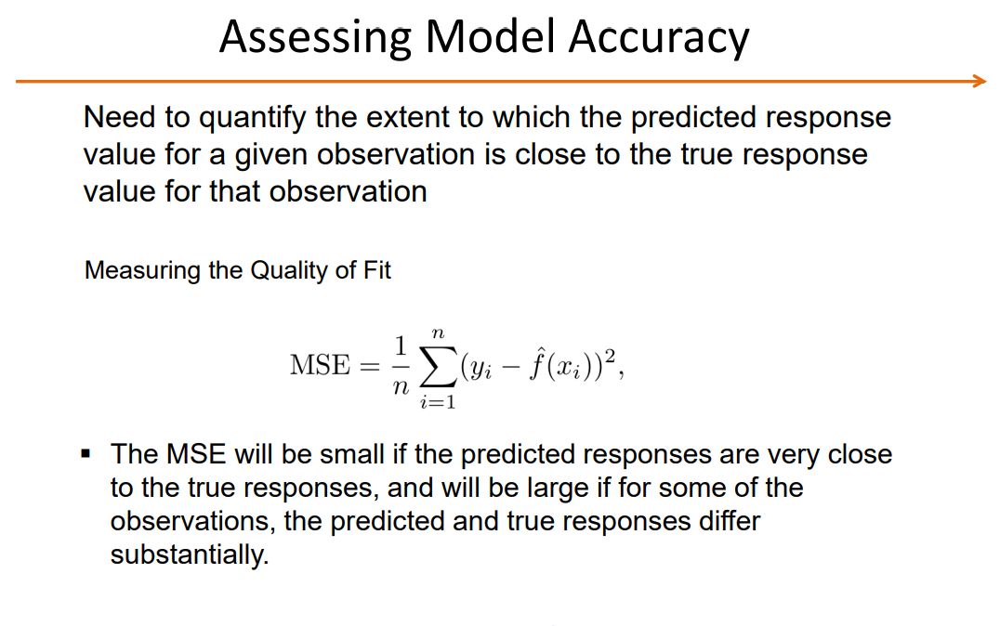 Assessing Model Accuracy
Need to quantify the extent to which the predicted response
value for a given observation is close to the true response
value for that observation
Measuring the Quality of Fit
MSE = \frac{1}{n} \sum_{i=1}^{n} (y_i − \hat{f}(x_i))^2,
▪ The MSE will be small if the predicted responses are very close
to the true responses, and will be large if for some of the
observations, the predicted and true responses differ
substantially.